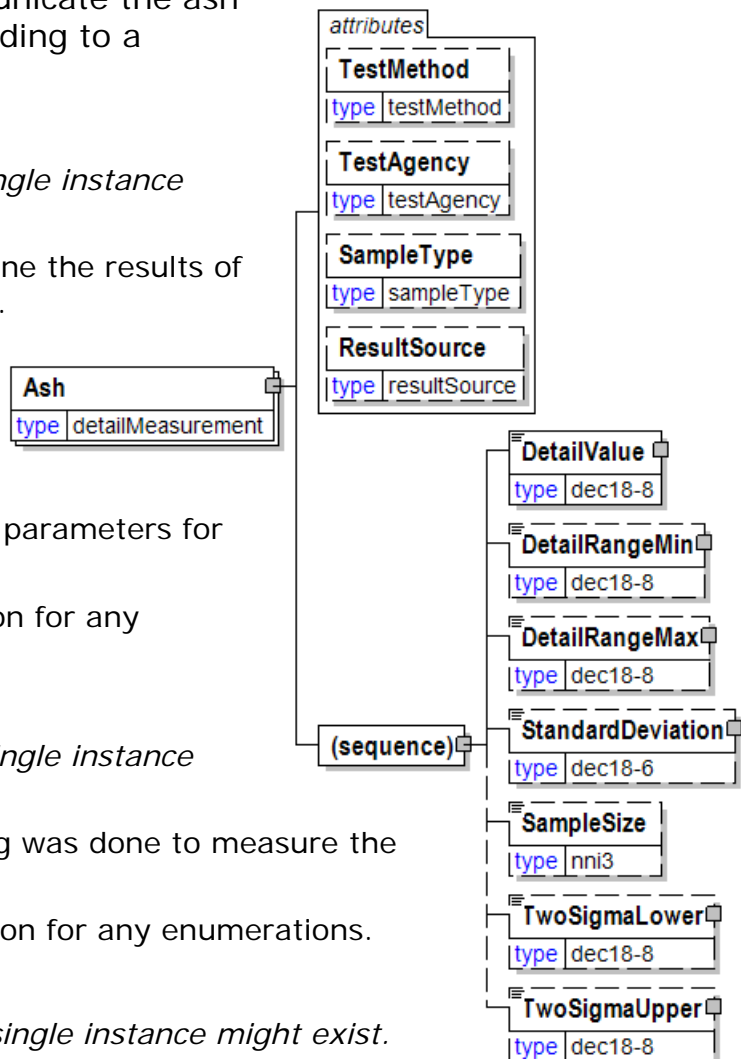 nunicate the ash
ding to a
ngle instance
ne the results of
.
parameters for
on for any
ingle instance
g was done to measure the
on for any enumerations.
single instance might exist.
Ash
type detailMeasurement
attributes
TestMethod
type testMethod
TestAgency
type testAgency
SampleType
type sampleType
ResultSource
type resultSource
(sequence)
DetailValue
type dec18-8
DetailRangeMin
type dec18-8
DetailRangeMax
type dec18-8
StandardDeviation
type dec18-6
SampleSize
type nni3
TwoSigmaLower
type dec18-8
TwoSigmaUpper
type dec18-8